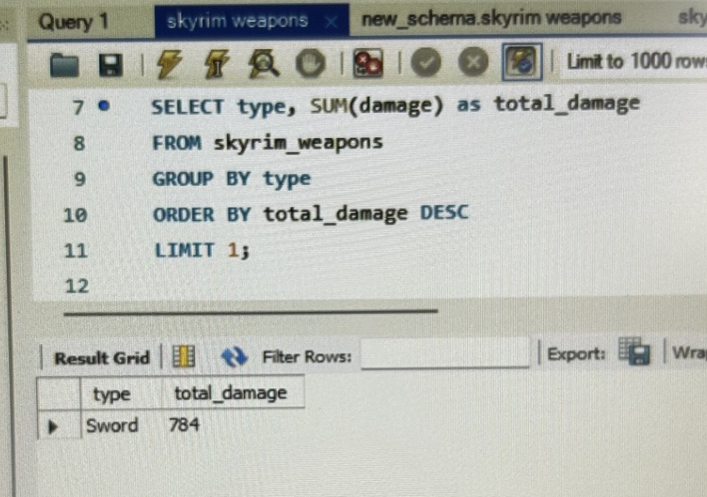 Query 1 skyrim weapons new_schema.skyrim weapons sky
Limit to 1000 rows
7 SELECT type, SUM(damage) as total_damage
8 FROM skyrim_weapons
9 GROUP BY type
10 ORDER BY total_damage DESC
11 LIMIT 1;
12
Result Grid Filter Rows: Export: Wrap
type total_damage
Sword 784